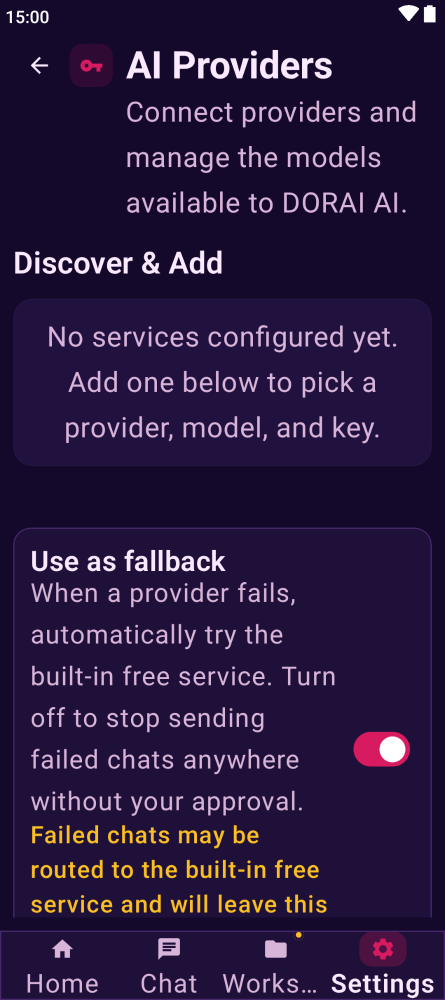 15:00
AI Providers
Connect providers and
manage the models
available to DORAI AI.
Discover & Add
No services configured yet.
Add one below to pick a
provider, model, and key.
Use as fallback
When a provider fails,
automatically try the
built-in free service. Turn
off to stop sending
failed chats anywhere
without your approval.
Failed chats may be
routed to the built-in free
service and will leave this
Home Chat Works... Settings